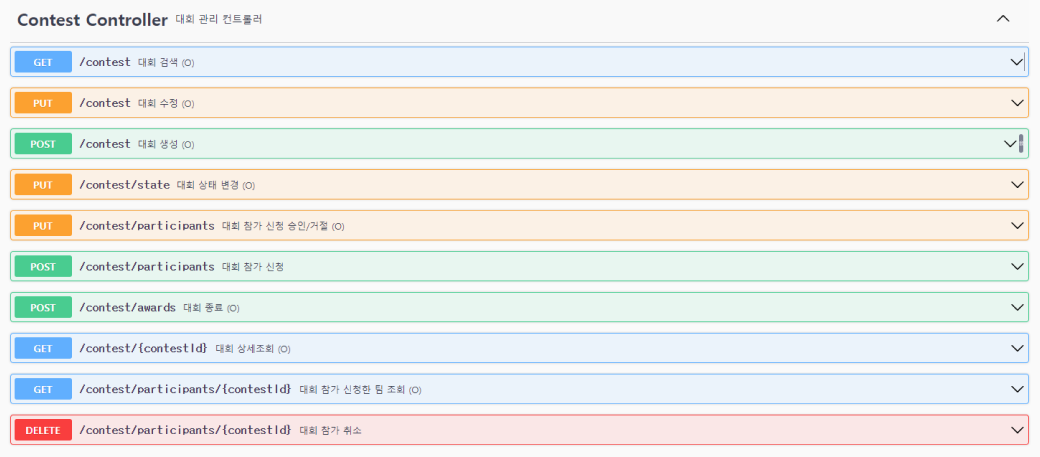 Contest Controller 대회 관리 컨트롤러
GET /contest 대회 검색 (O)
PUT /contest 대회 수정 (O)
POST /contest 대회 생성 (O)
PUT /contest/state 대회 상태 변경 (O)
PUT /contest/participants 대회 참가 신청 승인/거절 (O)
POST /contest/participants 대회 참가 신청
POST /contest/awards 대회 종료 (O)
GET /contest/{contestId} 대회 상세조회 (O)
GET /contest/participants/{contestId} 대회 참가 신청한 팀 조회 (O)
DELETE /contest/participants/{contestId} 대회 참가 취소